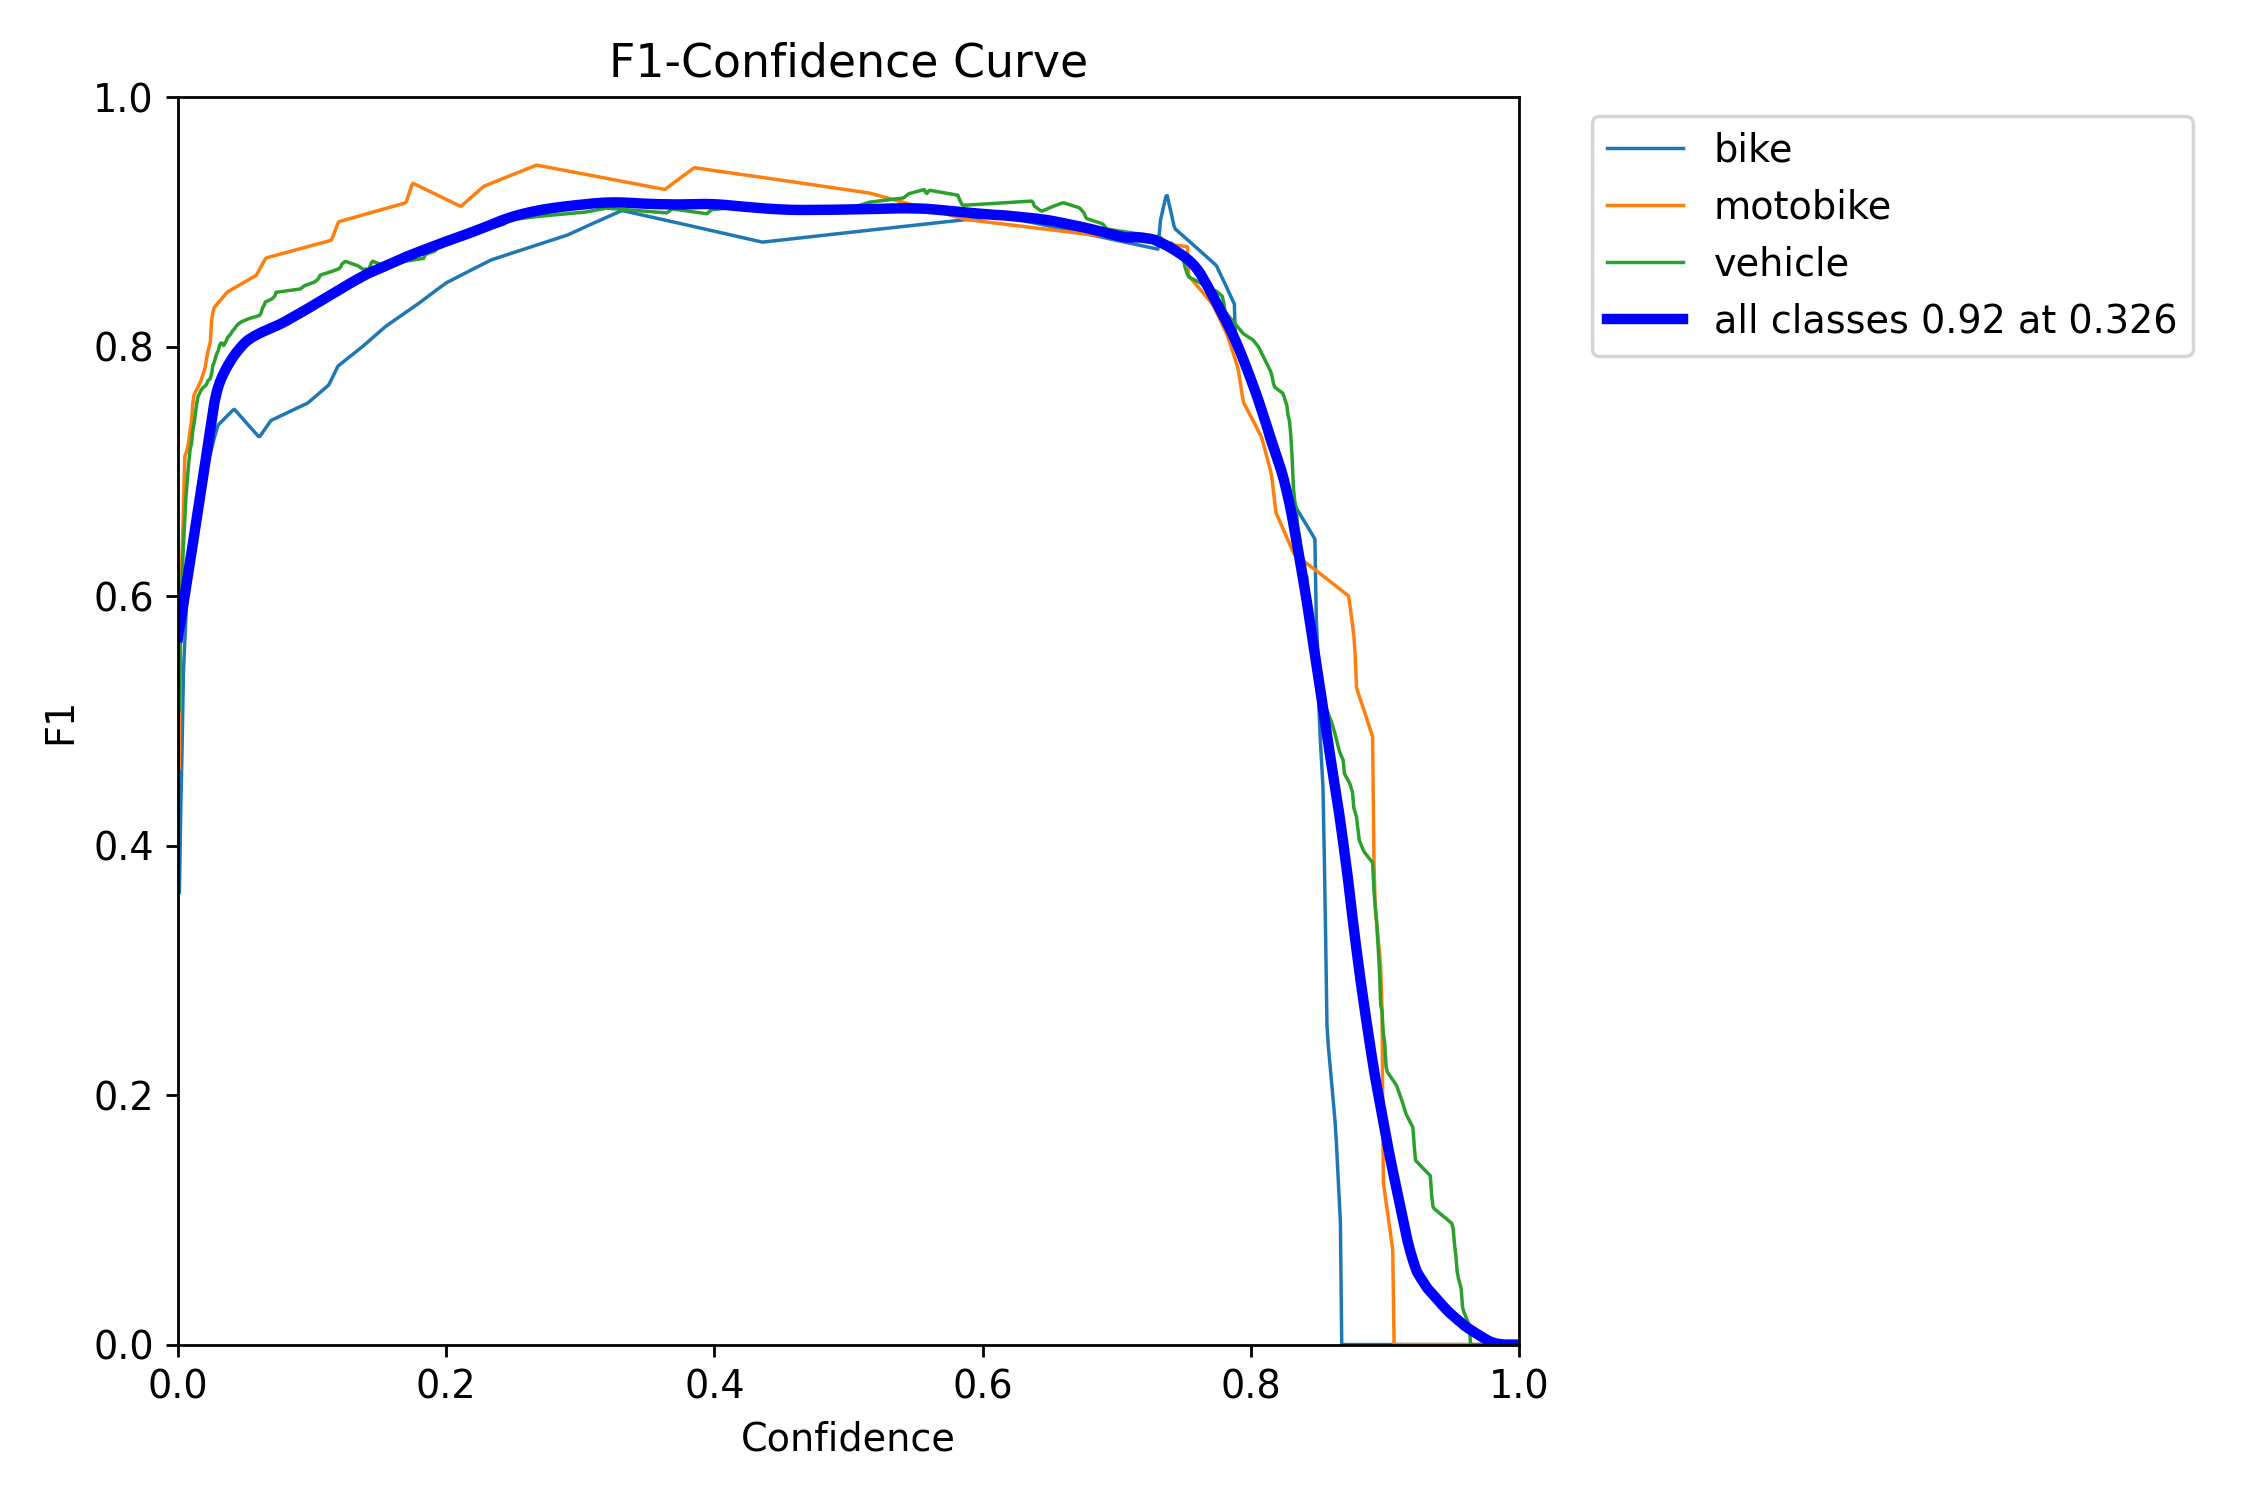 F1-Confidence Curve
1.0
0.8
0.6
0.4
0.2
0.0
F1
0.0 0.2 0.4 0.6 0.8 1.0
Confidence
bike
motobike
vehicle
all classes 0.92 at 0.326